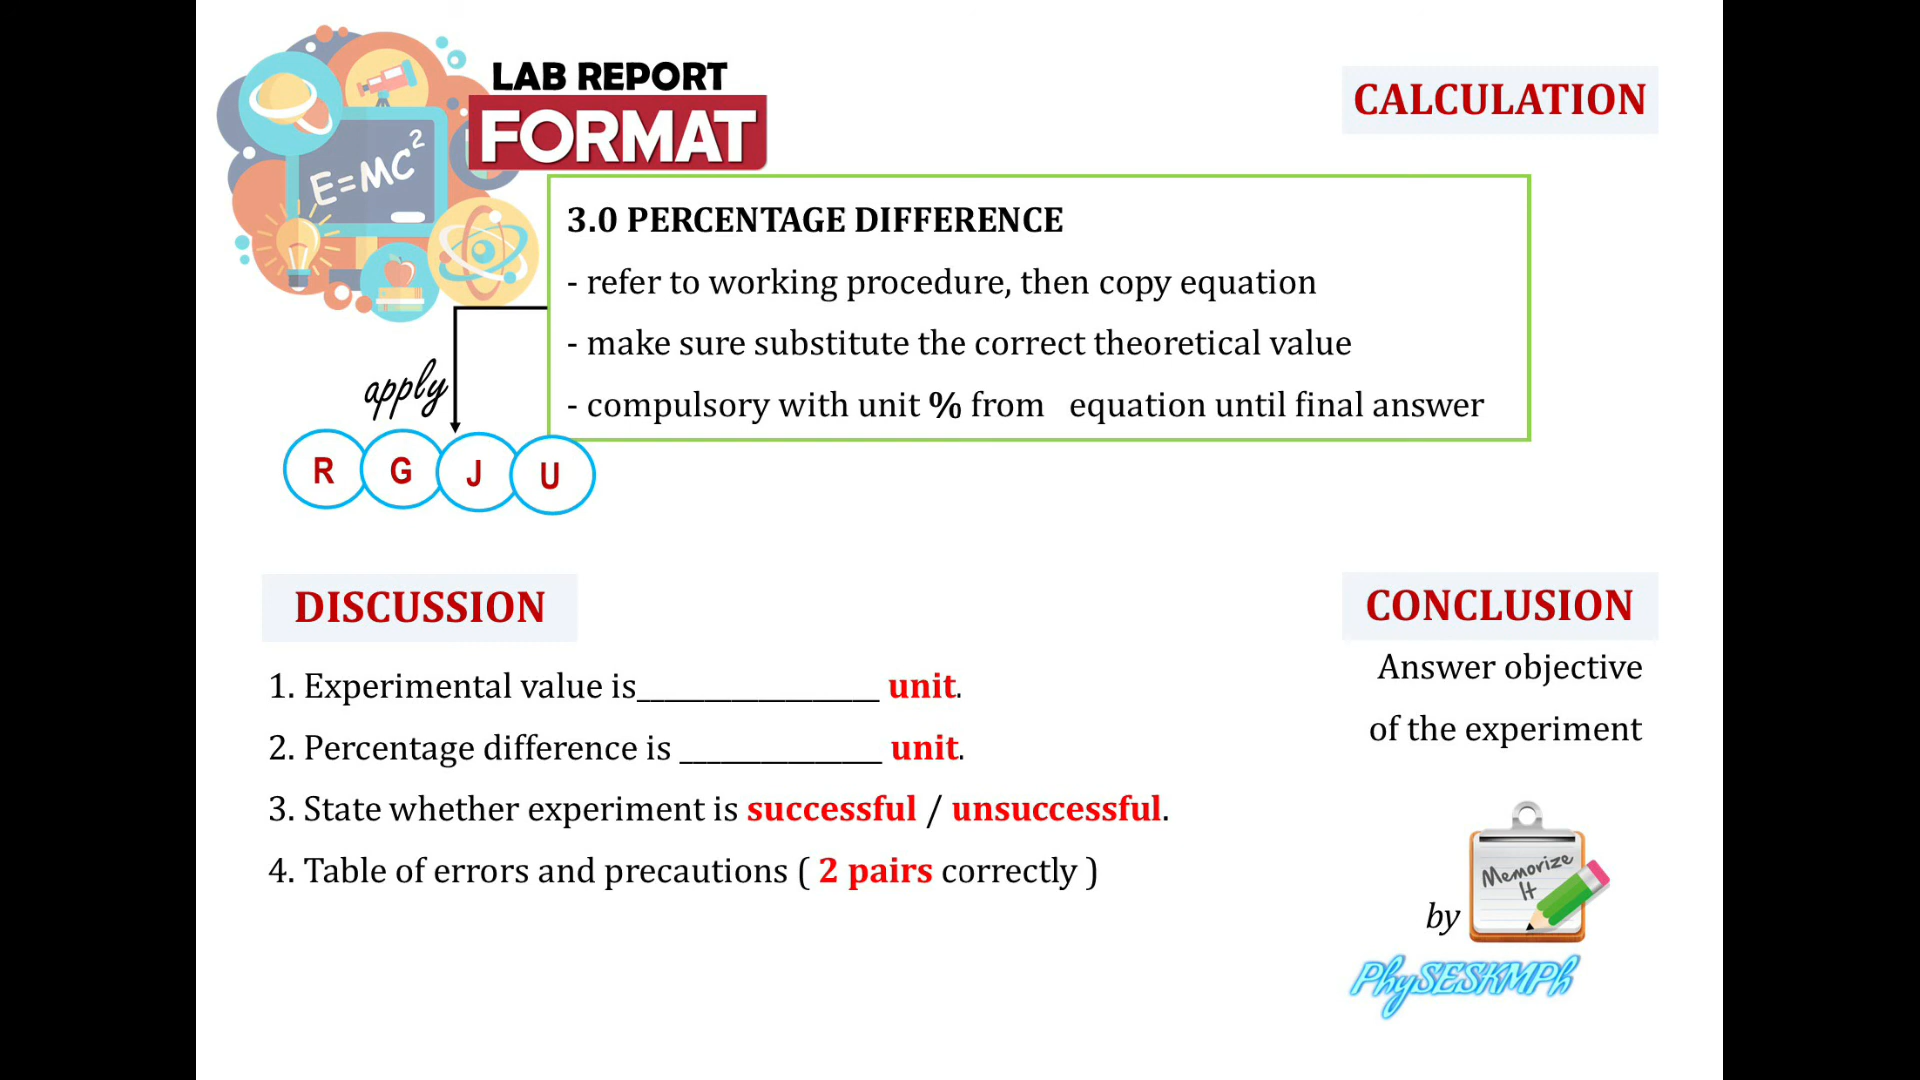 LAB REPORT
FORMAT
CALCULATION
E=MC²
3.0 PERCENTAGE DIFFERENCE
- refer to working procedure, then copy equation
- make sure substitute the correct theoretical value
- compulsory with unit % from equation until final answer
apply
R G J U
DISCUSSION
1. Experimental value is__________________ unit.
2. Percentage difference is _______________ unit.
3. State whether experiment is successful / unsuccessful.
4. Table of errors and precautions ( 2 pairs correctly )
CONCLUSION
Answer objective
of the experiment
Memorize
It
by
PhySESKMPh